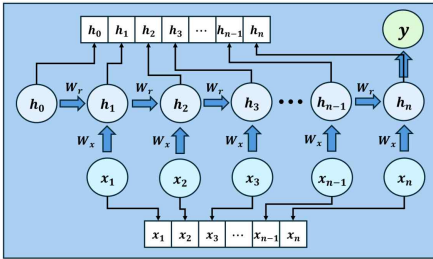 h₀ h₁ h₂ h₃ ⋯ hₙ₋₁ hₙ
y
Wᵣ Wᵣ Wᵣ Wᵣ
h₀ h₁ h₂ h₃ ••• hₙ₋₁ hₙ
Wₓ Wₓ Wₓ Wₓ Wₓ
x₁ x₂ x₃ xₙ₋₁ xₙ
x₁ x₂ x₃ ⋯ xₙ₋₁ xₙ